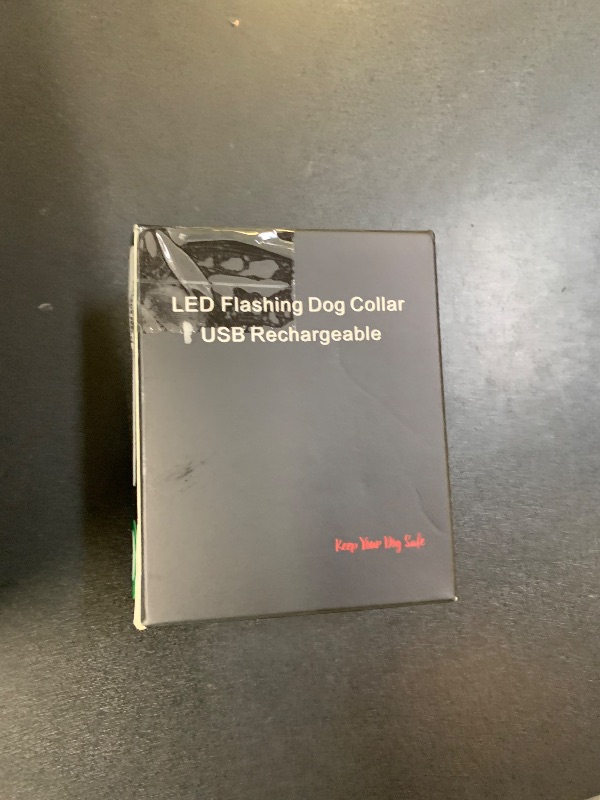 LED Flashing Dog Collar
USB Rechargeable
Keep Your Dog Safe